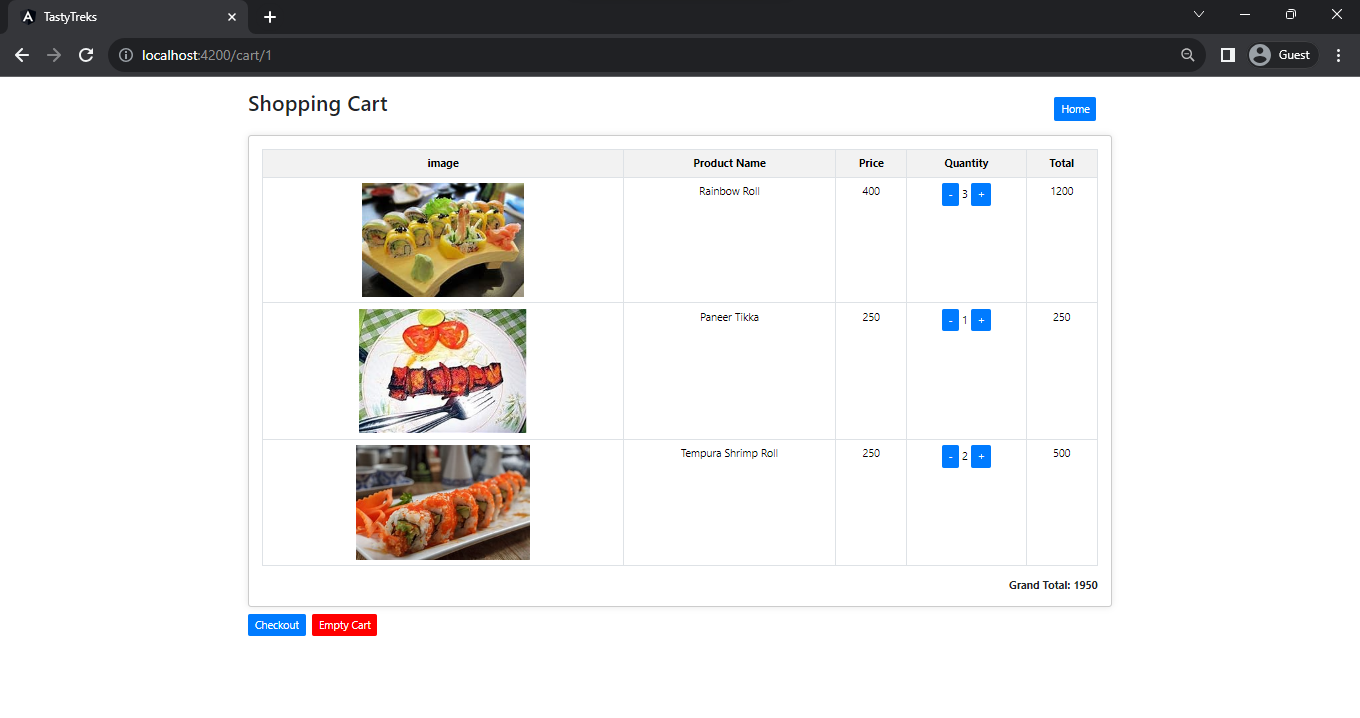 TastyTreks
localhost:4200/cart/1
Guest
Shopping Cart
Home
image Product Name Price Quantity Total
Rainbow Roll 400 - 3 + 1200
Paneer Tikka 250 - 1 + 250
Tempura Shrimp Roll 250 - 2 + 500
Grand Total: 1950
Checkout Empty Cart